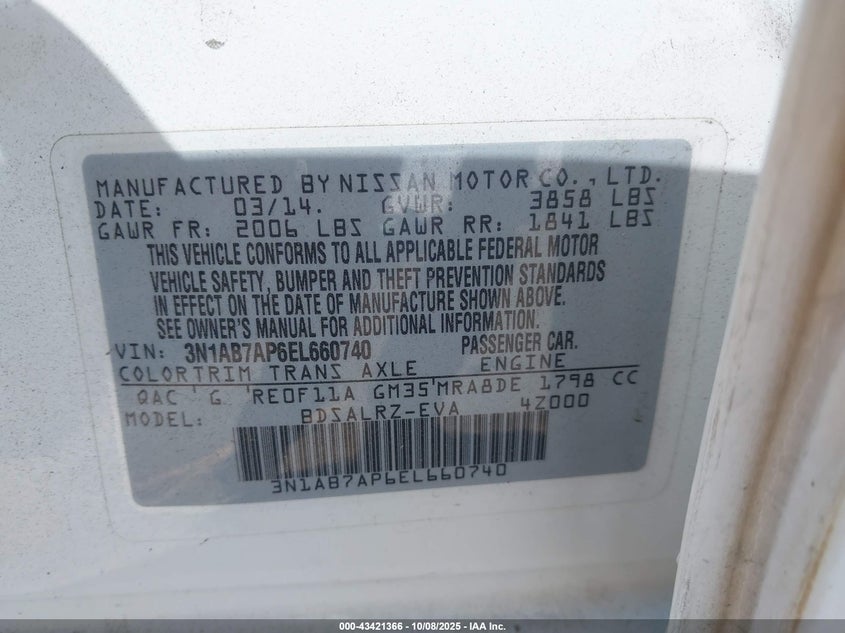 MANUFACTURED BY NISSAN MOTOR CO., LTD.
DATE: 03/14. GVWR: 3858 LBS
GAWR FR: 2006 LBS GAWR RR: 1841 LBS
THIS VEHICLE CONFORMS TO ALL APPLICABLE FEDERAL MOTOR
VEHICLE SAFETY, BUMPER AND THEFT PREVENTION STANDARDS
IN EFFECT ON THE DATE OF MANUFACTURE SHOWN ABOVE.
SEE OWNER'S MANUAL FOR ADDITIONAL INFORMATION.
VIN: 3N1AB7AP6EL660740 PASSENGER CAR.
COLOR TRIM TRANS AXLE ENGINE
QAC G RE0F11A GM35 MRA8DE 1798 CC
MODEL: BDSALRZ-EVA 4Z000
3N1AB7AP6EL660740
000-43421366 | 10/08/2025 - IAA Inc.